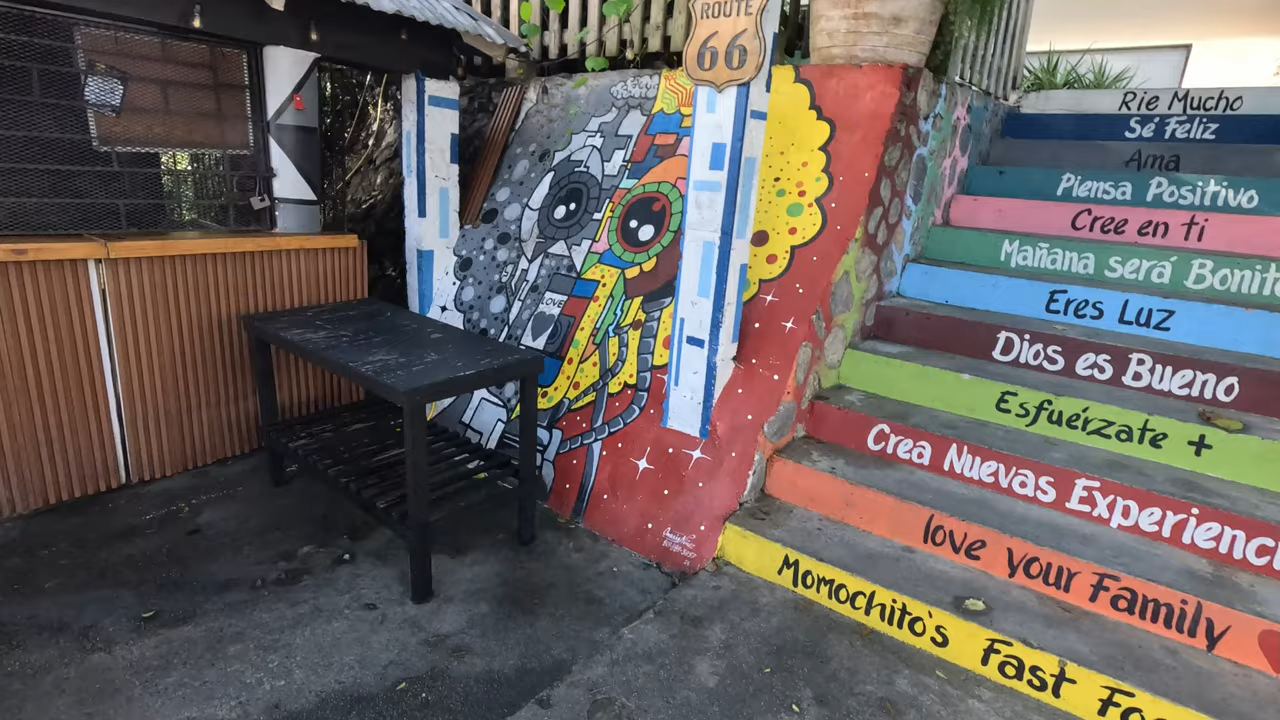 ROUTE
66
LOVE
Rie Mucho
Sé Feliz
Ama
Piensa Positivo
Cree en ti
Mañana será Bonit
Eres Luz
Dios es Bueno
Esfuérzate +
Crea Nuevas Experienc
love your Family
Momochito's Fast Fo